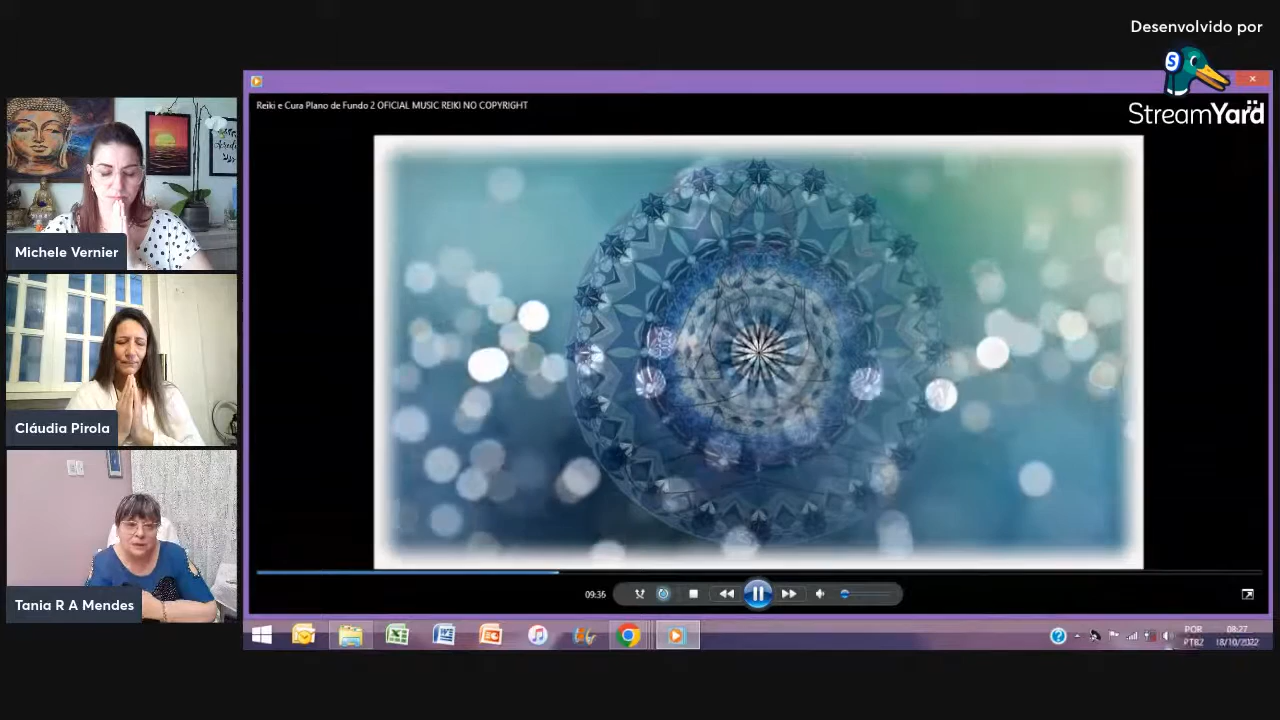 Desenvolvido por
StreamYard
Reiki e Cura Plano de Fundo 2 OFICIAL MUSIC REIKI NO COPYRIGHT
Michele Vernier
Cláudia Pirola
Tania R A Mendes
09:36
POR
08:27
PTB2
18/10/2022